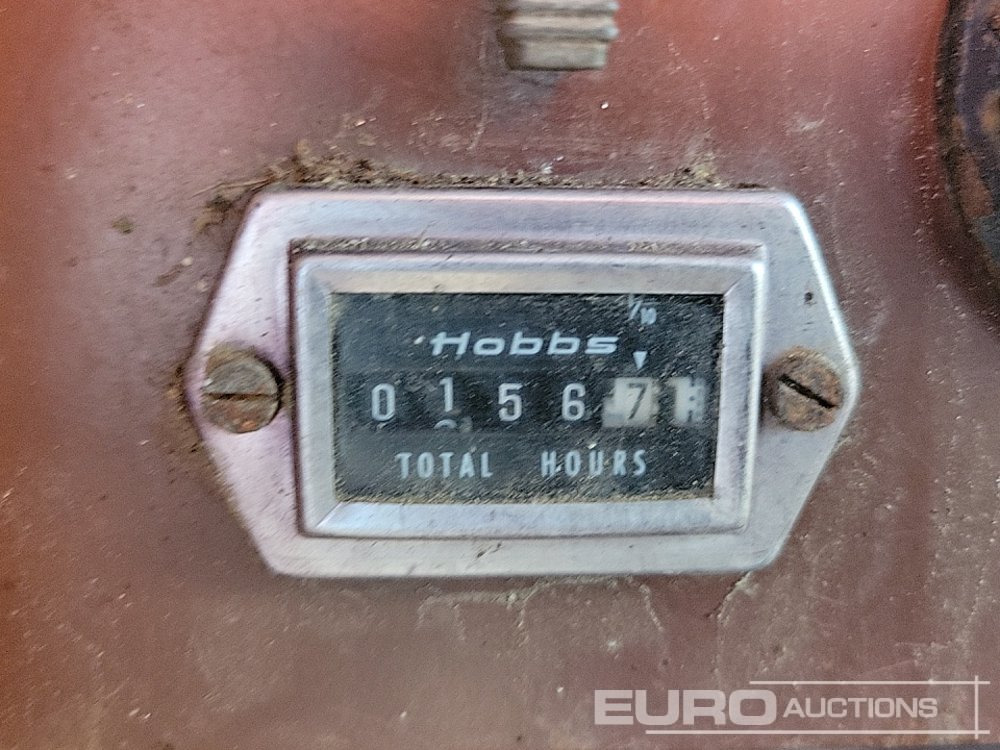 1/10
Hobbs
0 1 5 6 7
TOTAL HOURS
EURO AUCTIONS